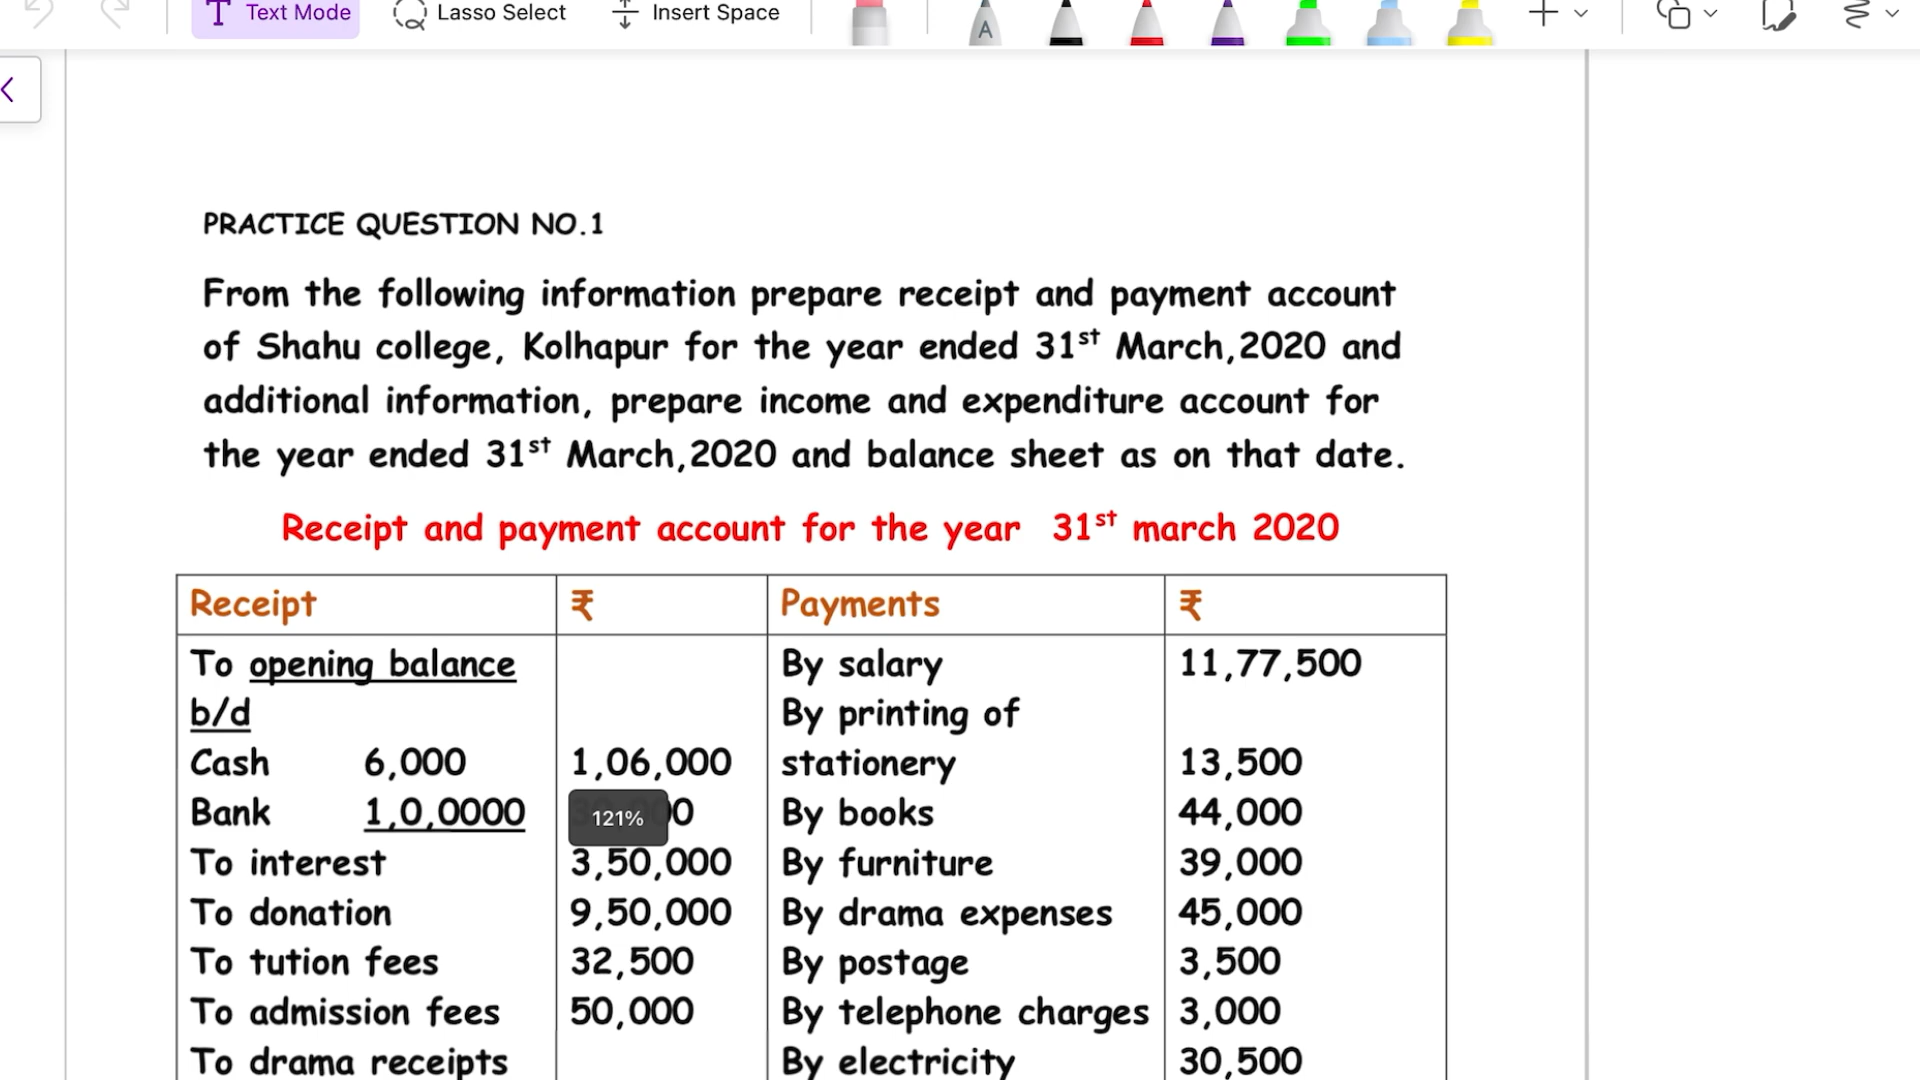 Text Mode Lasso Select Insert Space
A
PRACTICE QUESTION NO.1
From the following information prepare receipt and payment account
of Shahu college, Kolhapur for the year ended 31st March,2020 and
additional information, prepare income and expenditure account for
the year ended 31st March,2020 and balance sheet as on that date.
Receipt and payment account for the year 31st march 2020
Receipt ₹ Payments ₹
To opening balance By salary 11,77,500
b/d By printing of
Cash 6,000 1,06,000 stationery 13,500
Bank 1,0,0000 121% By books 44,000
To interest 3,50,000 By furniture 39,000
To donation 9,50,000 By drama expenses 45,000
To tution fees 32,500 By postage 3,500
To admission fees 50,000 By telephone charges 3,000
To drama receipts By electricity 30,500